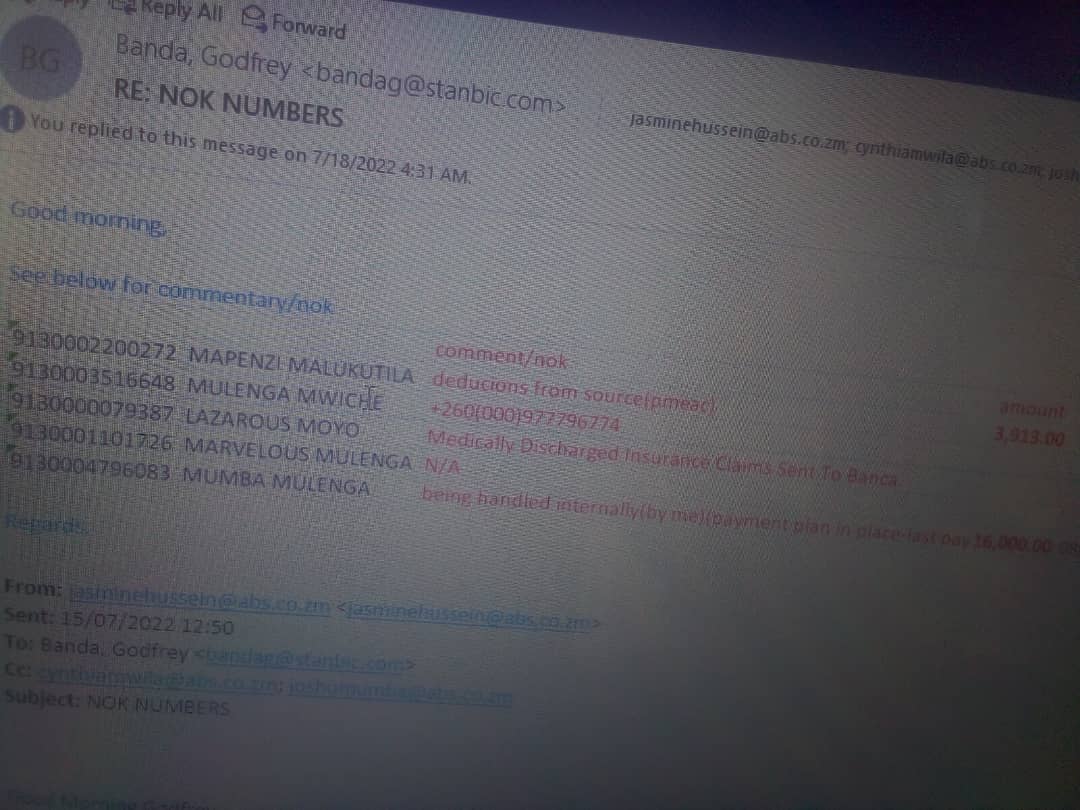 Reply All Forward
BG
Banda, Godfrey <bandag@stanbic.com>
RE: NOK NUMBERS
jasminehussein@abs.co.zm; cynthiamwila@abs.co.zm; josh
You replied to this message on 7/18/2022 4:31 AM.
Good morning,
See below for commentary/nok
comment/nok
amount
9130002200272 MAPENZI MALUKUTILA deducions from source(pmeac) 3,913.00
9130003516648 MULENGA MWICHE +260(000)977796774
9130000079387 LAZAROUS MOYO Medically Discharged Insurance Claims Sent To Banca
9130001101726 MARVELOUS MULENGA N/A
9130004796083 MUMBA MULENGA being handled internally(by me)(payment plan in place-last pay 16,000.00
Regards,
From: jasminehussein@abs.co.zm <jasminehussein@abs.co.zm>
Sent: 15/07/2022 12:50
To: Banda, Godfrey <bandag@stanbic.com>
Cc: cynthiamwila@abs.co.zm; joshumumba@abs.co.zm
Subject: NOK NUMBERS
Good Morning